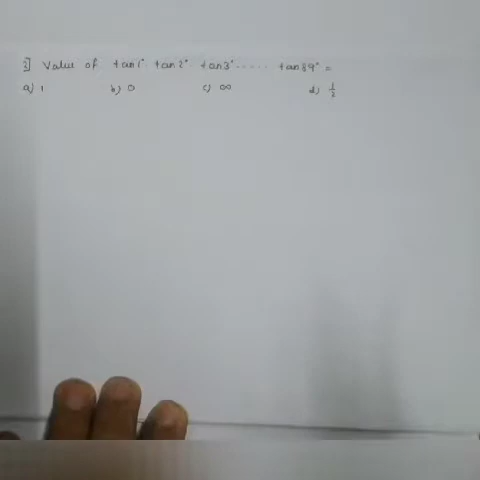 2] Value of tan1° tan2° tan3° ..... tan89° =
a) 1 b) 0 c) ∞ d) 1/2